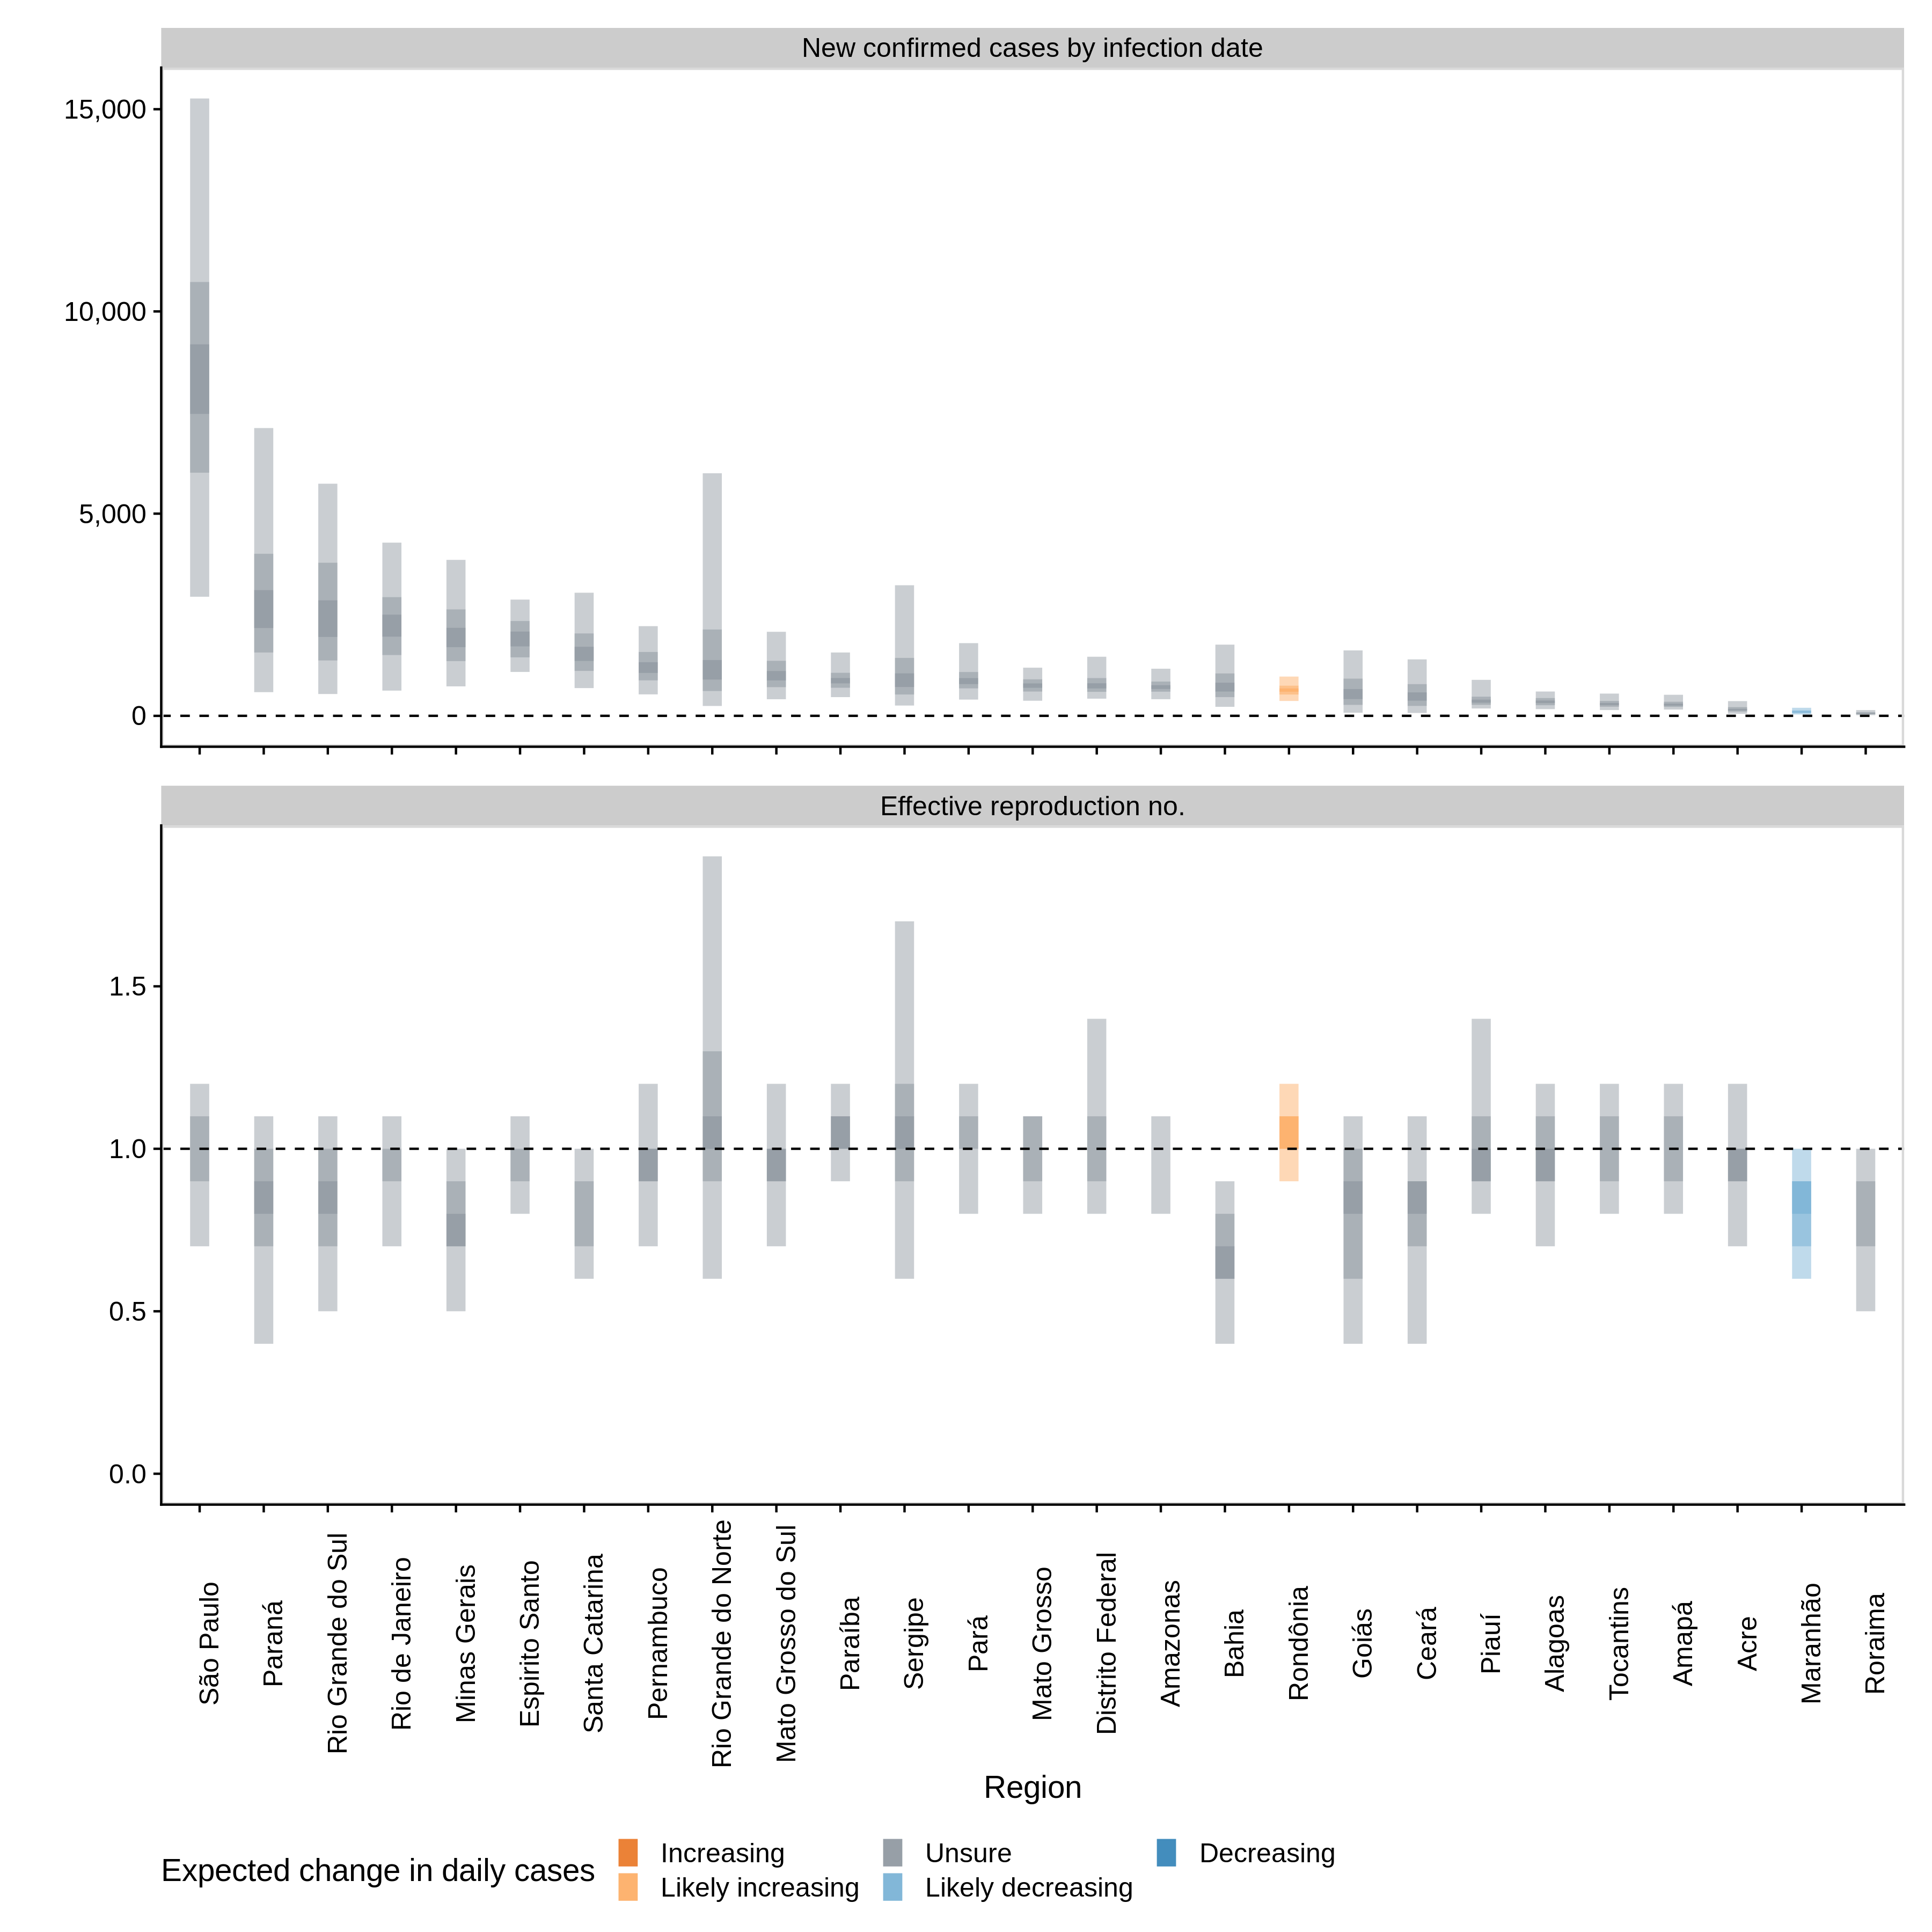 New confirmed cases by infection date
15,000
10,000
5,000
0
Effective reproduction no.
1.5
1.0
0.5
0.0
São Paulo
Paraná
Rio Grande do Sul
Rio de Janeiro
Minas Gerais
Espirito Santo
Santa Catarina
Pernambuco
Rio Grande do Norte
Mato Grosso do Sul
Paraíba
Sergipe
Pará
Mato Grosso
Distrito Federal
Amazonas
Bahia
Rondônia
Goiás
Ceará
Piauí
Alagoas
Tocantins
Amapá
Acre
Maranhão
Roraima
Region
Expected change in daily cases
Increasing
Unsure
Decreasing
Likely increasing
Likely decreasing